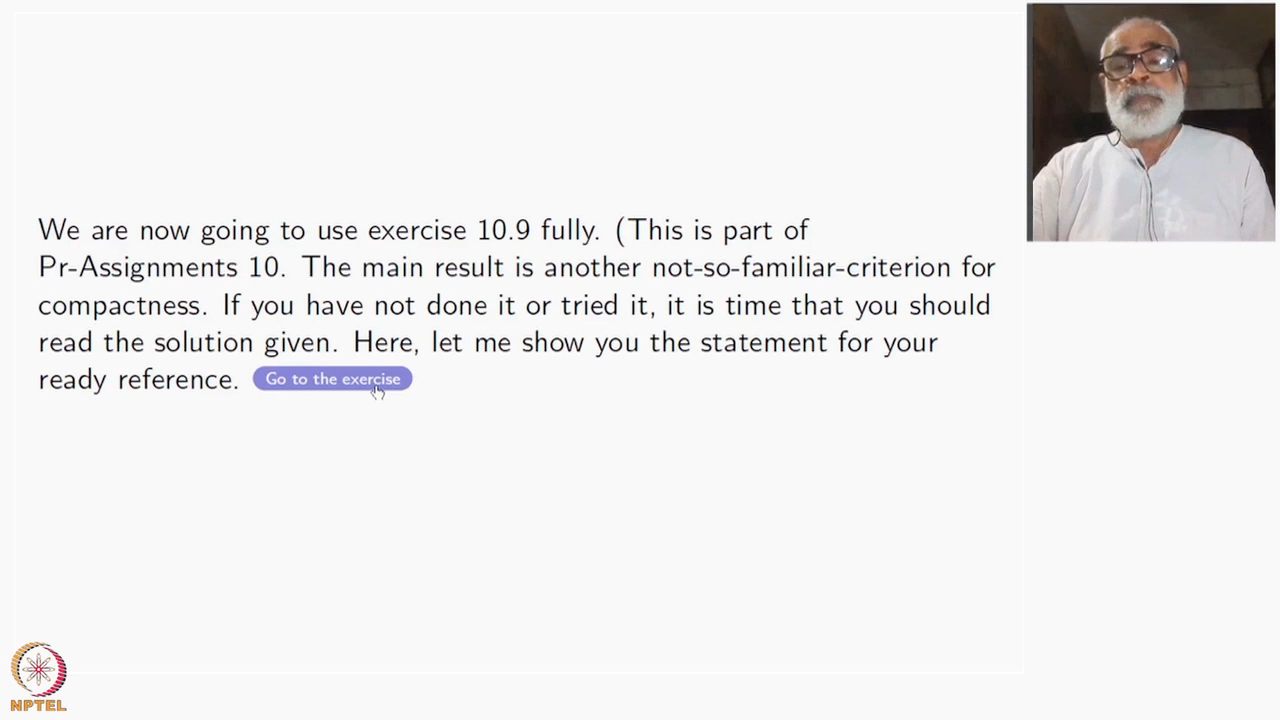 We are now going to use exercise 10.9 fully. (This is part of
Pr-Assignments 10. The main result is another not-so-familiar-criterion for
compactness. If you have not done it or tried it, it is time that you should
read the solution given. Here, let me show you the statement for your
ready reference. Go to the exercise
NPTEL